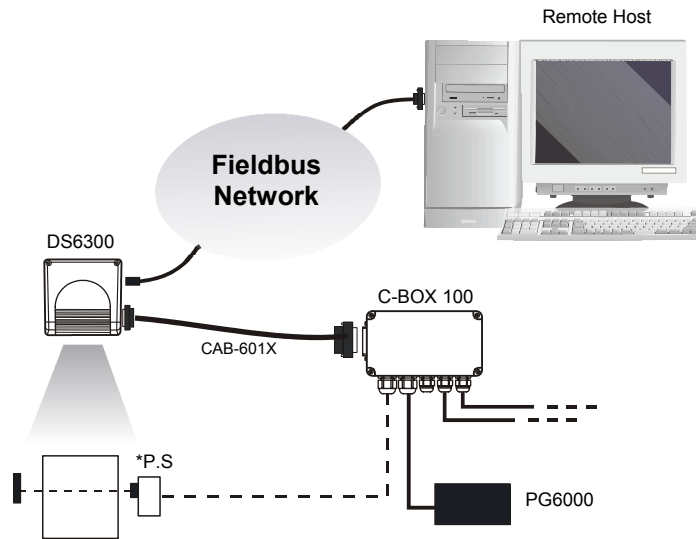 Remote Host
Fieldbus
Network
DS6300
C-BOX 100
CAB-601X
*P.S
PG6000